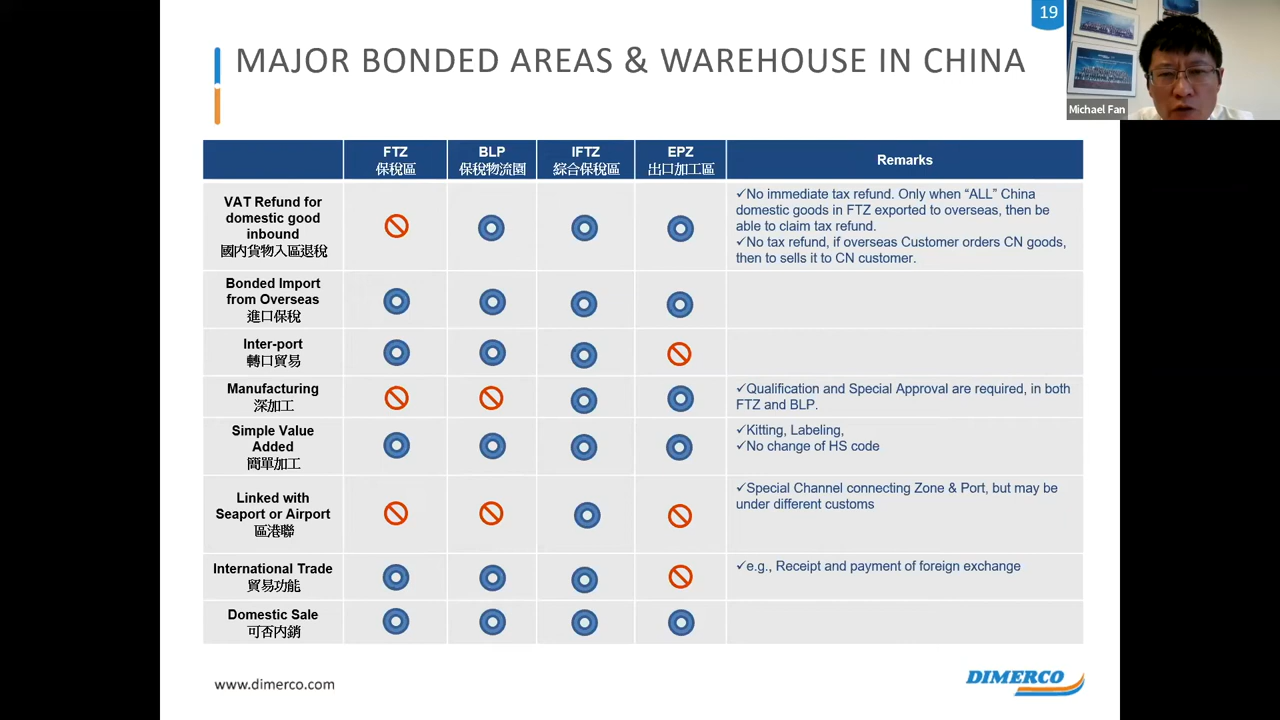 19
MAJOR BONDED AREAS & WAREHOUSE IN CHINA
Michael Fan
FTZ
保稅區
BLP
保稅物流園
IFTZ
綜合保稅區
EPZ
出口加工區
Remarks
VAT Refund for
domestic good
inbound
國內貨物入區退稅
✓No immediate tax refund. Only when “ALL” China
domestic goods in FTZ exported to overseas, then be
able to claim tax refund.
✓No tax refund, if overseas Customer orders CN goods,
then to sells it to CN customer.
Bonded Import
from Overseas
進口保稅
Inter-port
轉口貿易
Manufacturing
深加工
✓Qualification and Special Approval are required, in both
FTZ and BLP.
Simple Value
Added
簡單加工
✓Kitting, Labeling,
✓No change of HS code
Linked with
Seaport or Airport
區港聯
✓Special Channel connecting Zone & Port, but may be
under different customs
International Trade
貿易功能
✓e.g., Receipt and payment of foreign exchange
Domestic Sale
可否內銷
www.dimerco.com
DIMERCO